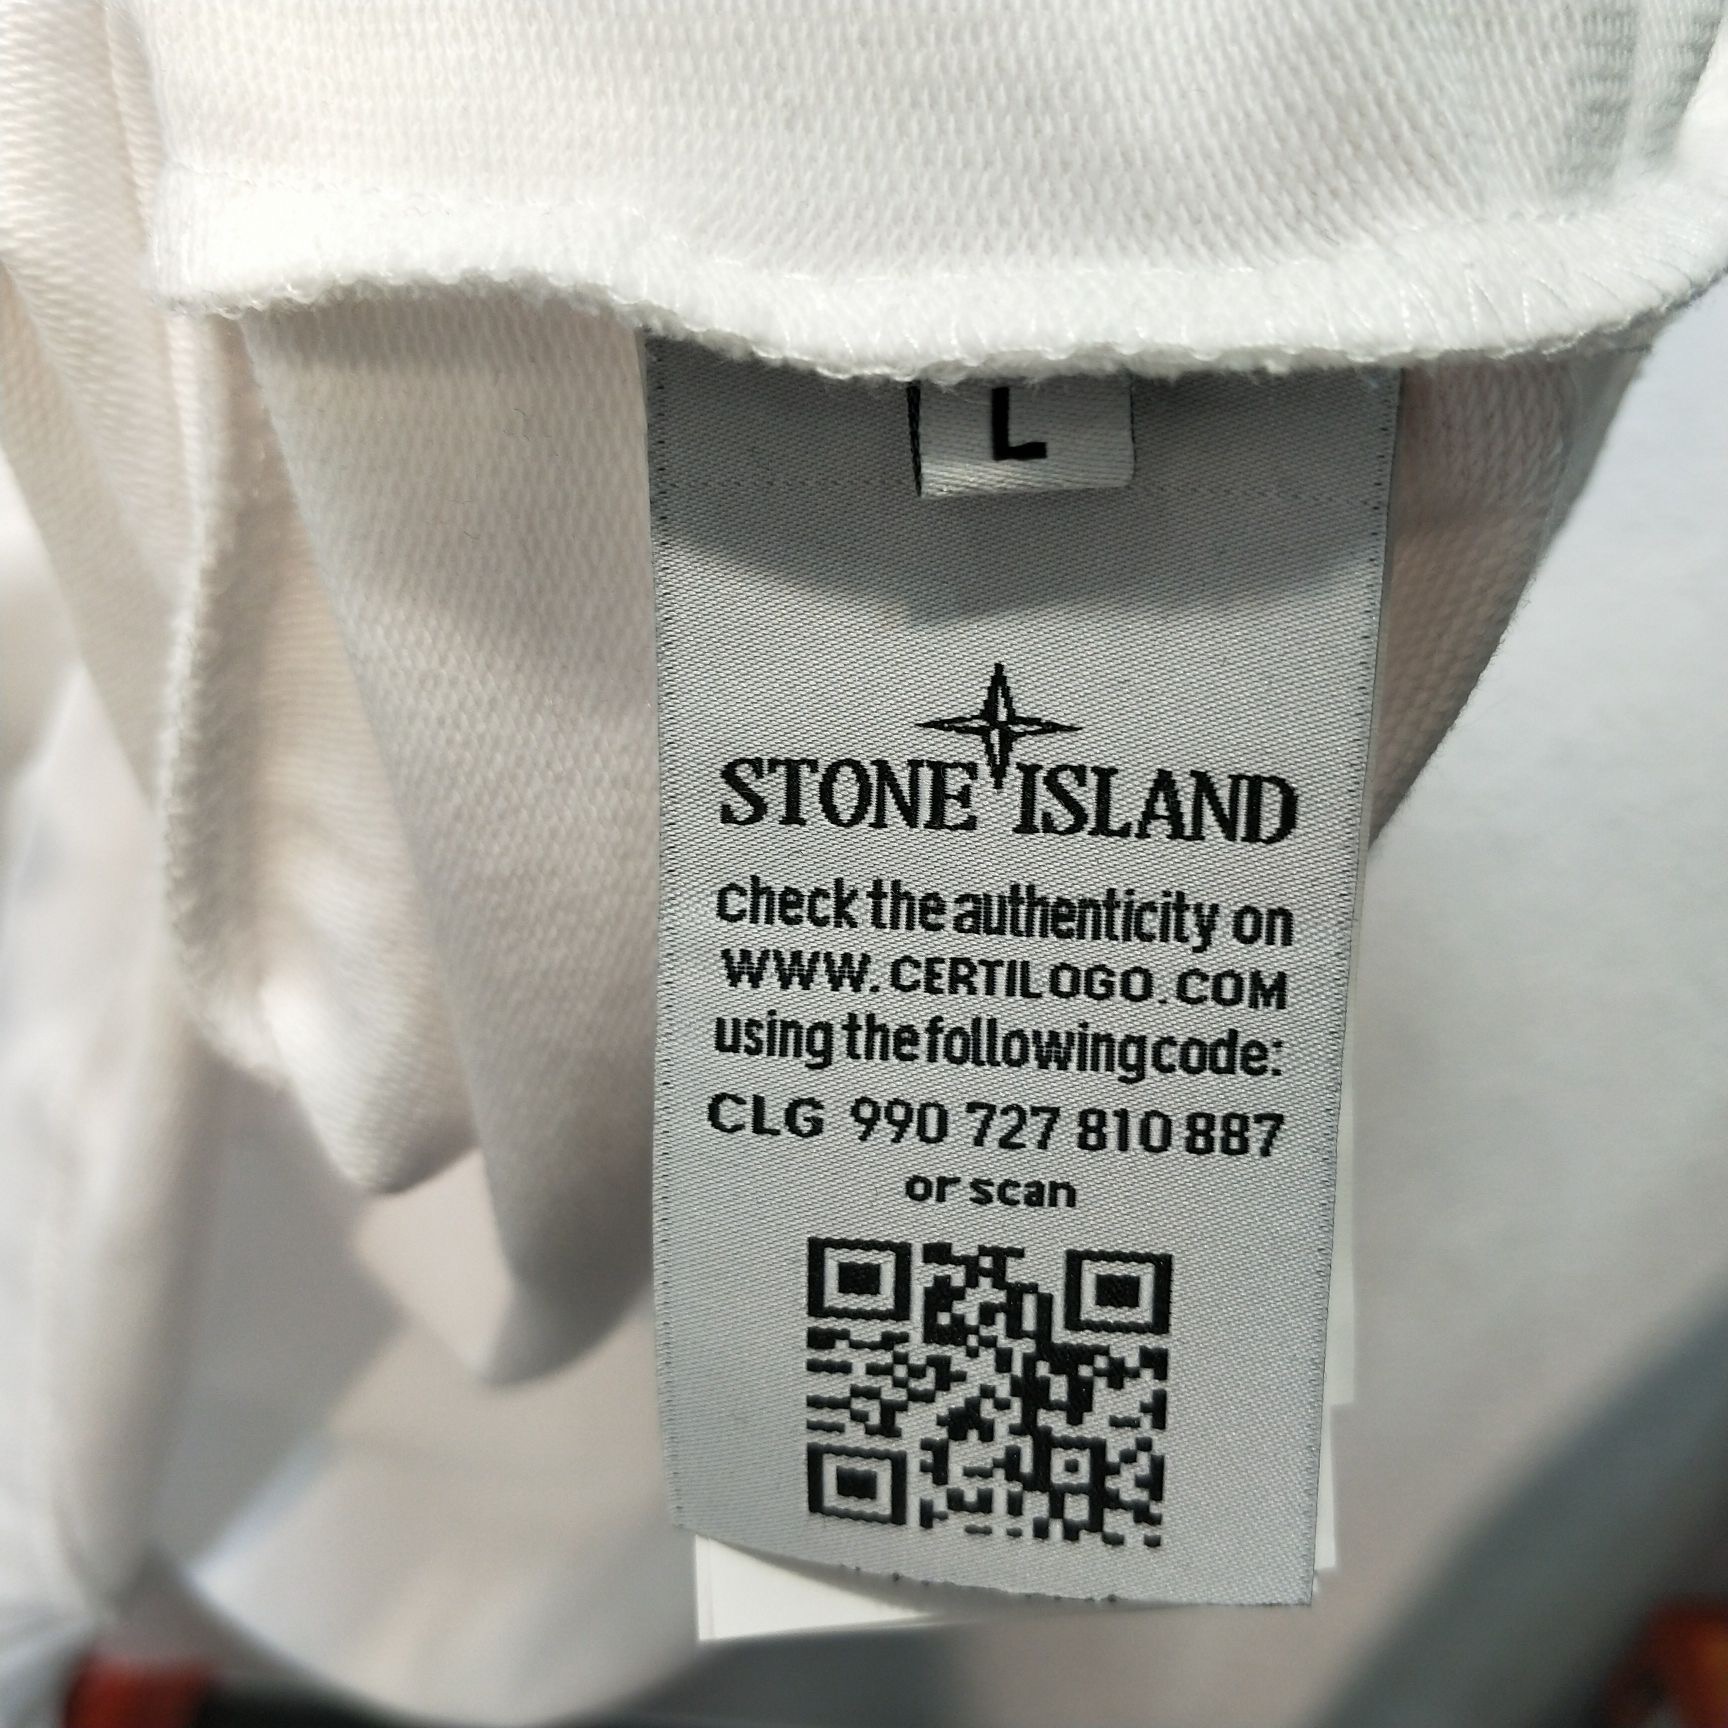 L
STONE ISLAND
check the authenticity on
WWW.CERTILOGO.COM
using the following code:
CLG 990 727 810 887
or scan